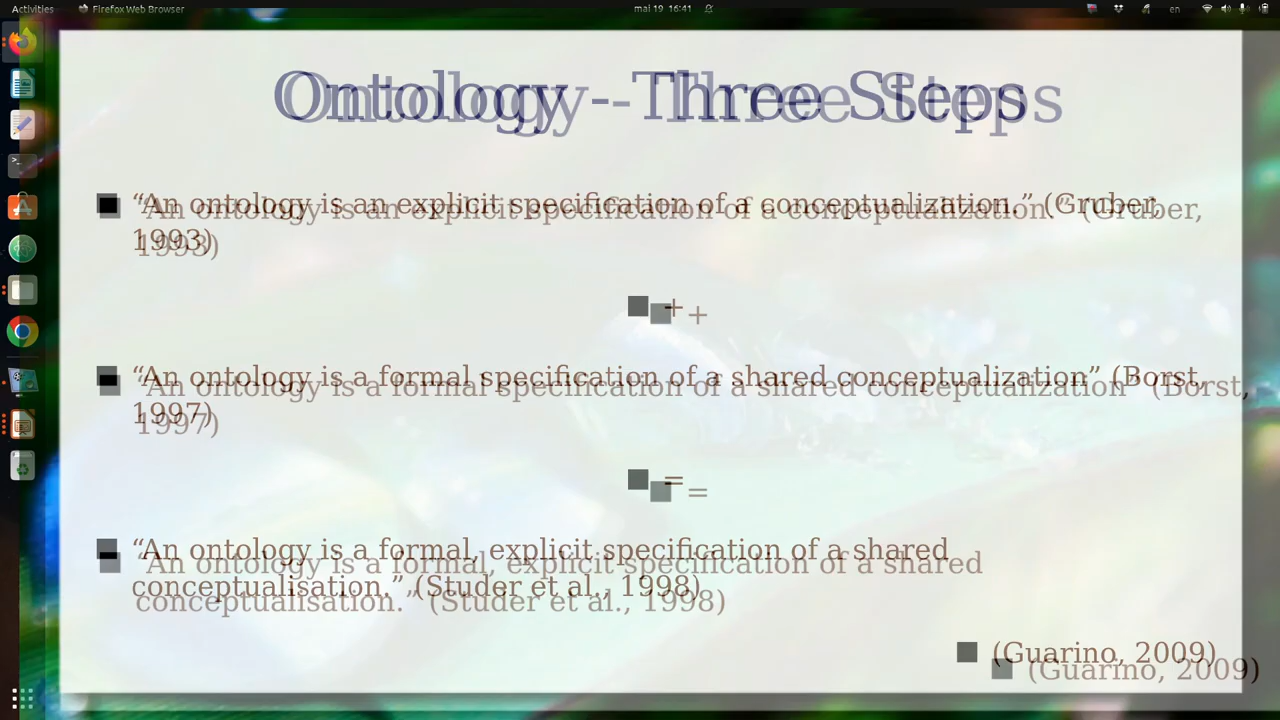 Activities Firefox Web Browser mai 19 16:41 en
Ontology - Three Steps
“An ontology is an explicit specification of a conceptualization.” (Gruber,
1993)
+
“An ontology is a formal specification of a shared conceptualization” (Borst,
1997)
=
“An ontology is a formal, explicit specification of a shared
conceptualisation.” (Studer et al., 1998)
(Guarino, 2009)